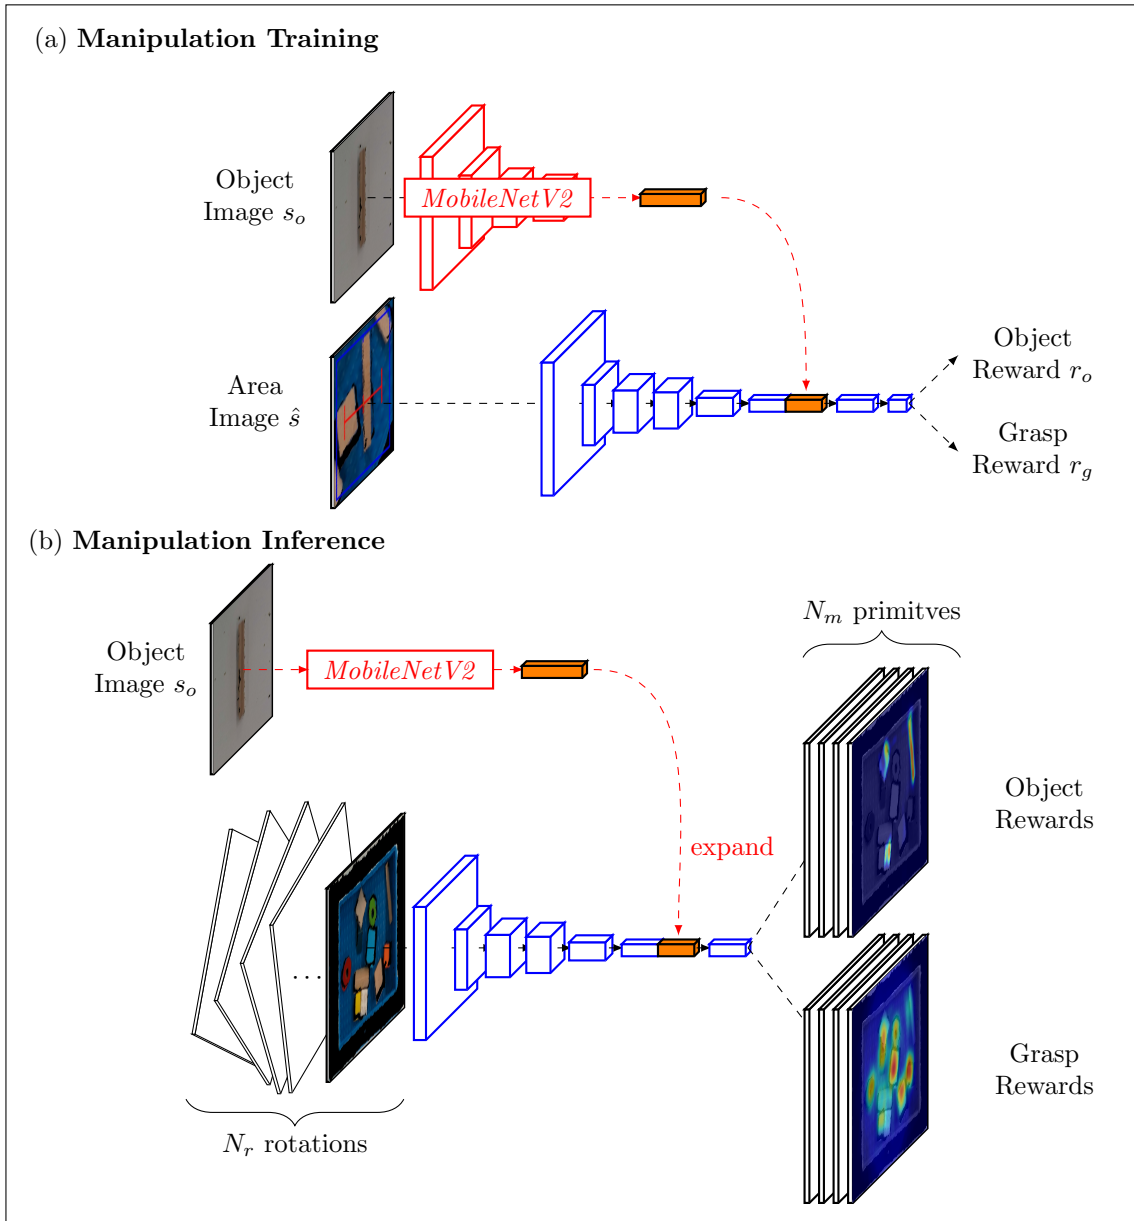 (a) Manipulation Training
Object
Image s_o
MobileNetV2
Area
Image ŝ
Object
Reward r_o
Grasp
Reward r_g
(b) Manipulation Inference
N_m primitves
Object
Image s_o
MobileNetV2
Object
Rewards
expand
...
Grasp
Rewards
N_r rotations